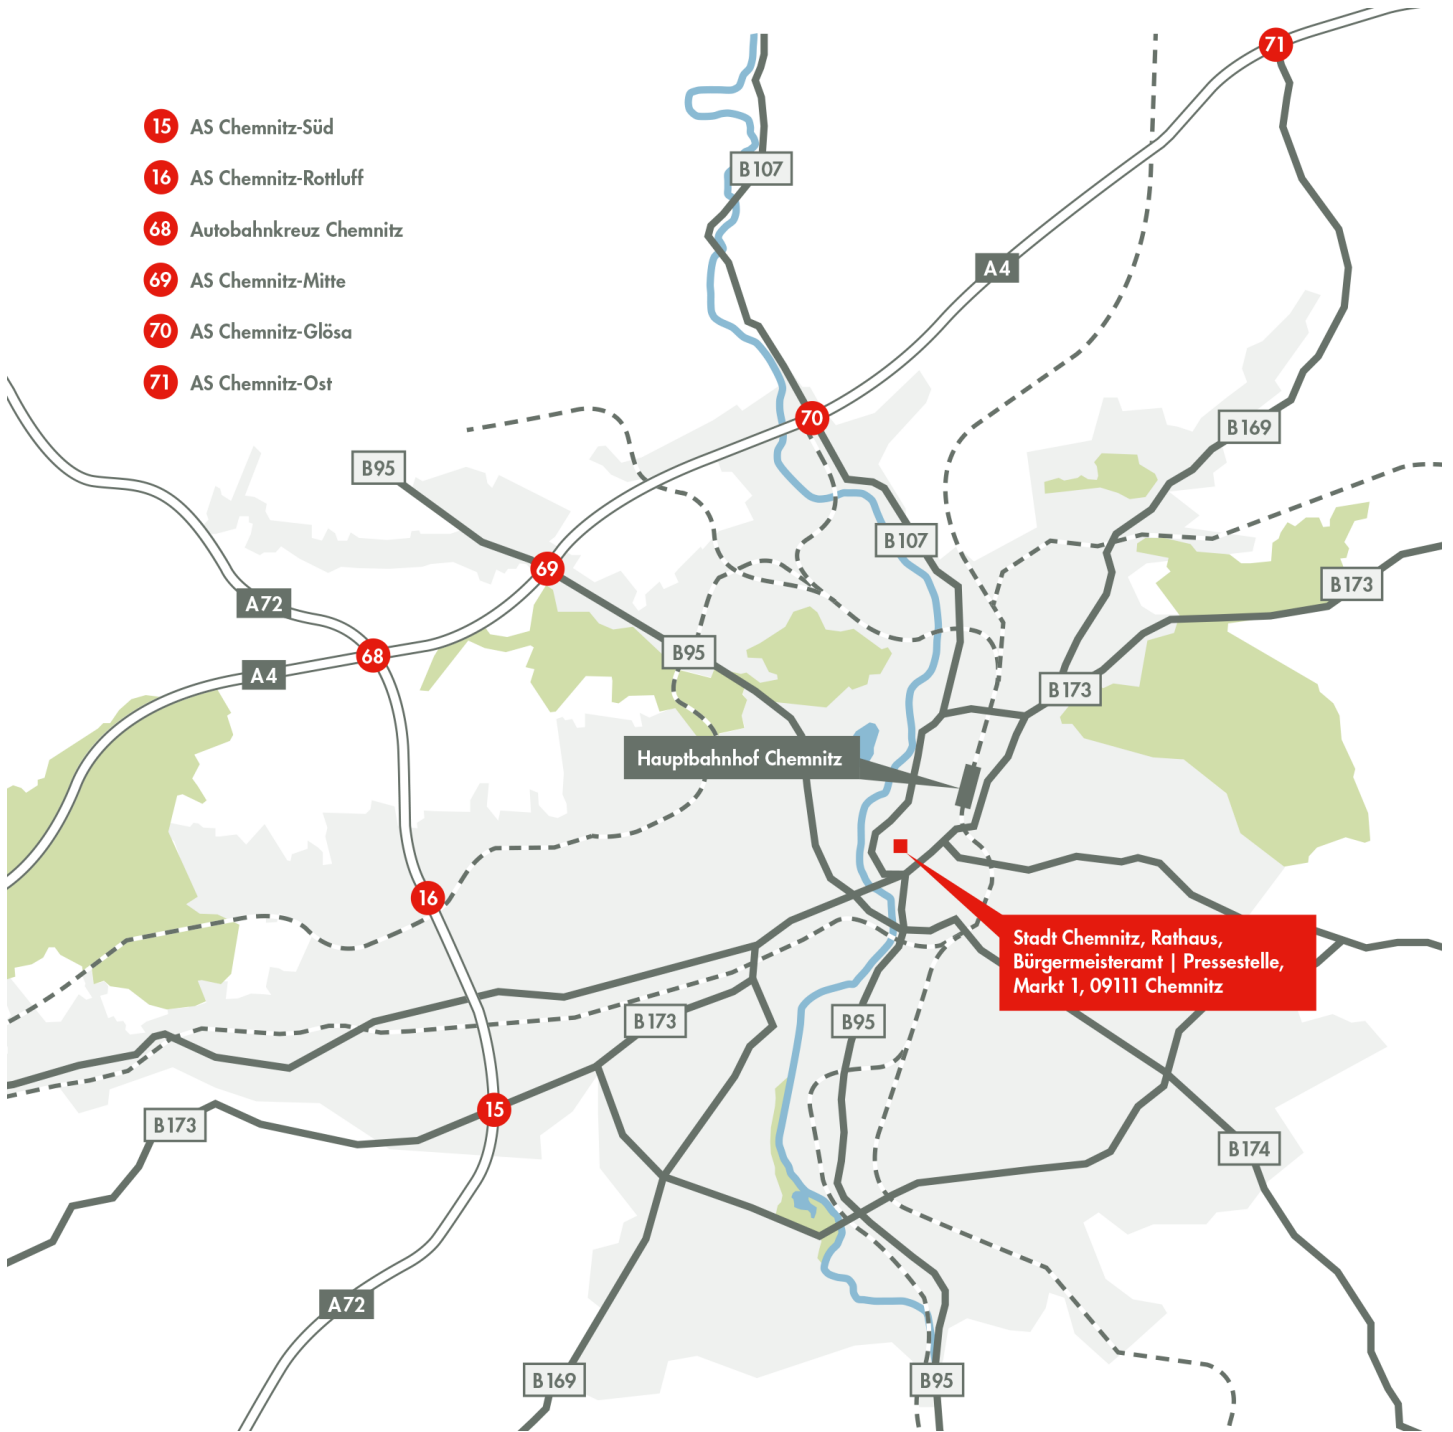 71
15 AS Chemnitz-Süd
16 AS Chemnitz-Rottluff
68 Autobahnkreuz Chemnitz
69 AS Chemnitz-Mitte
70 AS Chemnitz-Glösa
71 AS Chemnitz-Ost
B107
A4
70
B169
B95
B107
69
B173
A72
B95
68
A4
B173
Hauptbahnhof Chemnitz
16
Stadt Chemnitz, Rathaus,
Bürgermeisteramt | Pressestelle,
Markt 1, 09111 Chemnitz
B173
B95
15
B173
B174
A72
B169
B95